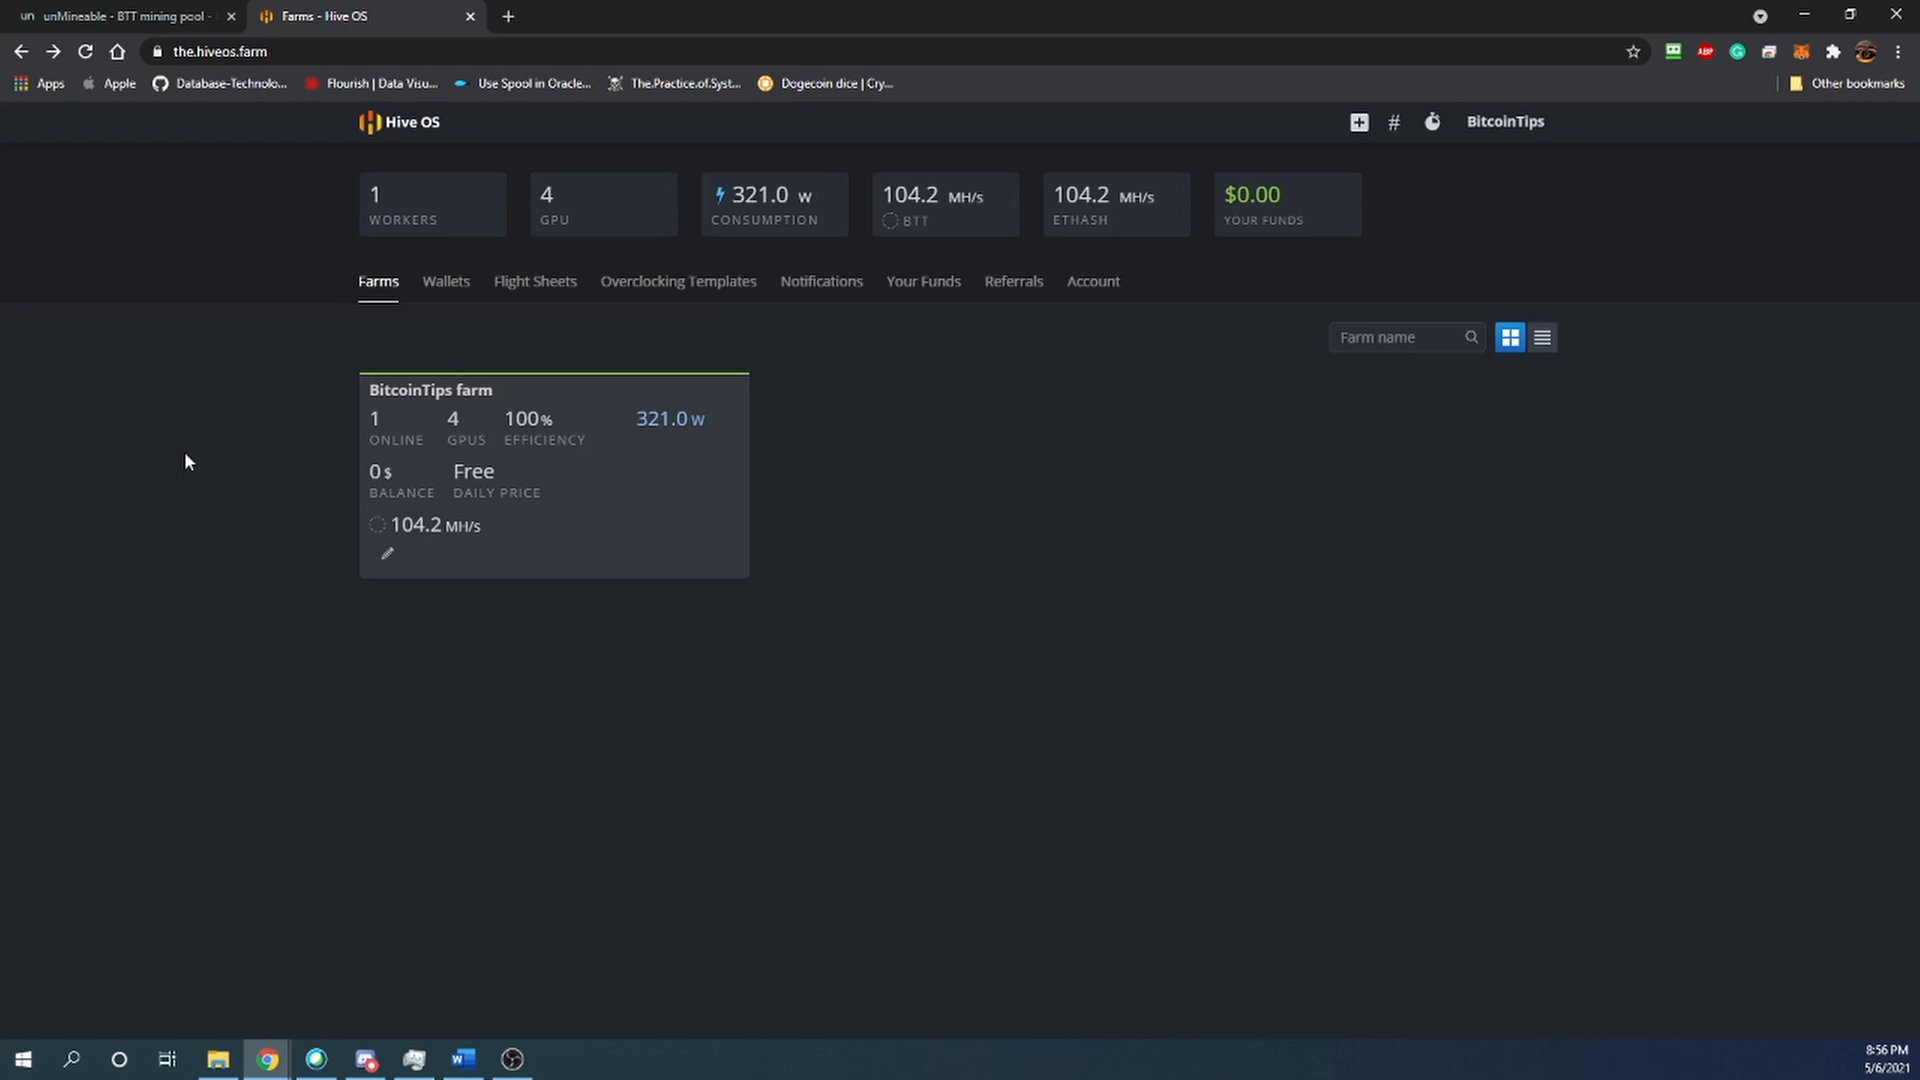 un unMineable - BTT mining pool -
Farms - Hive OS
the.hiveos.farm
ABP
Apps
Apple
Database-Technolo...
Flourish | Data Visu...
Use Spool in Oracle...
The.Practice.of.Syst...
Dogecoin dice | Cry...
Other bookmarks
Hive OS
#
BitcoinTips
1
WORKERS
4
GPU
321.0 W
CONSUMPTION
104.2 MH/s
BTT
104.2 MH/s
ETHASH
$0.00
YOUR FUNDS
Farms
Wallets
Flight Sheets
Overclocking Templates
Notifications
Your Funds
Referrals
Account
Farm name
BitcoinTips farm
1 4 100% 321.0 W
ONLINE GPUS EFFICIENCY
0 $ Free
BALANCE DAILY PRICE
104.2 MH/s
8:56 PM
5/6/2021